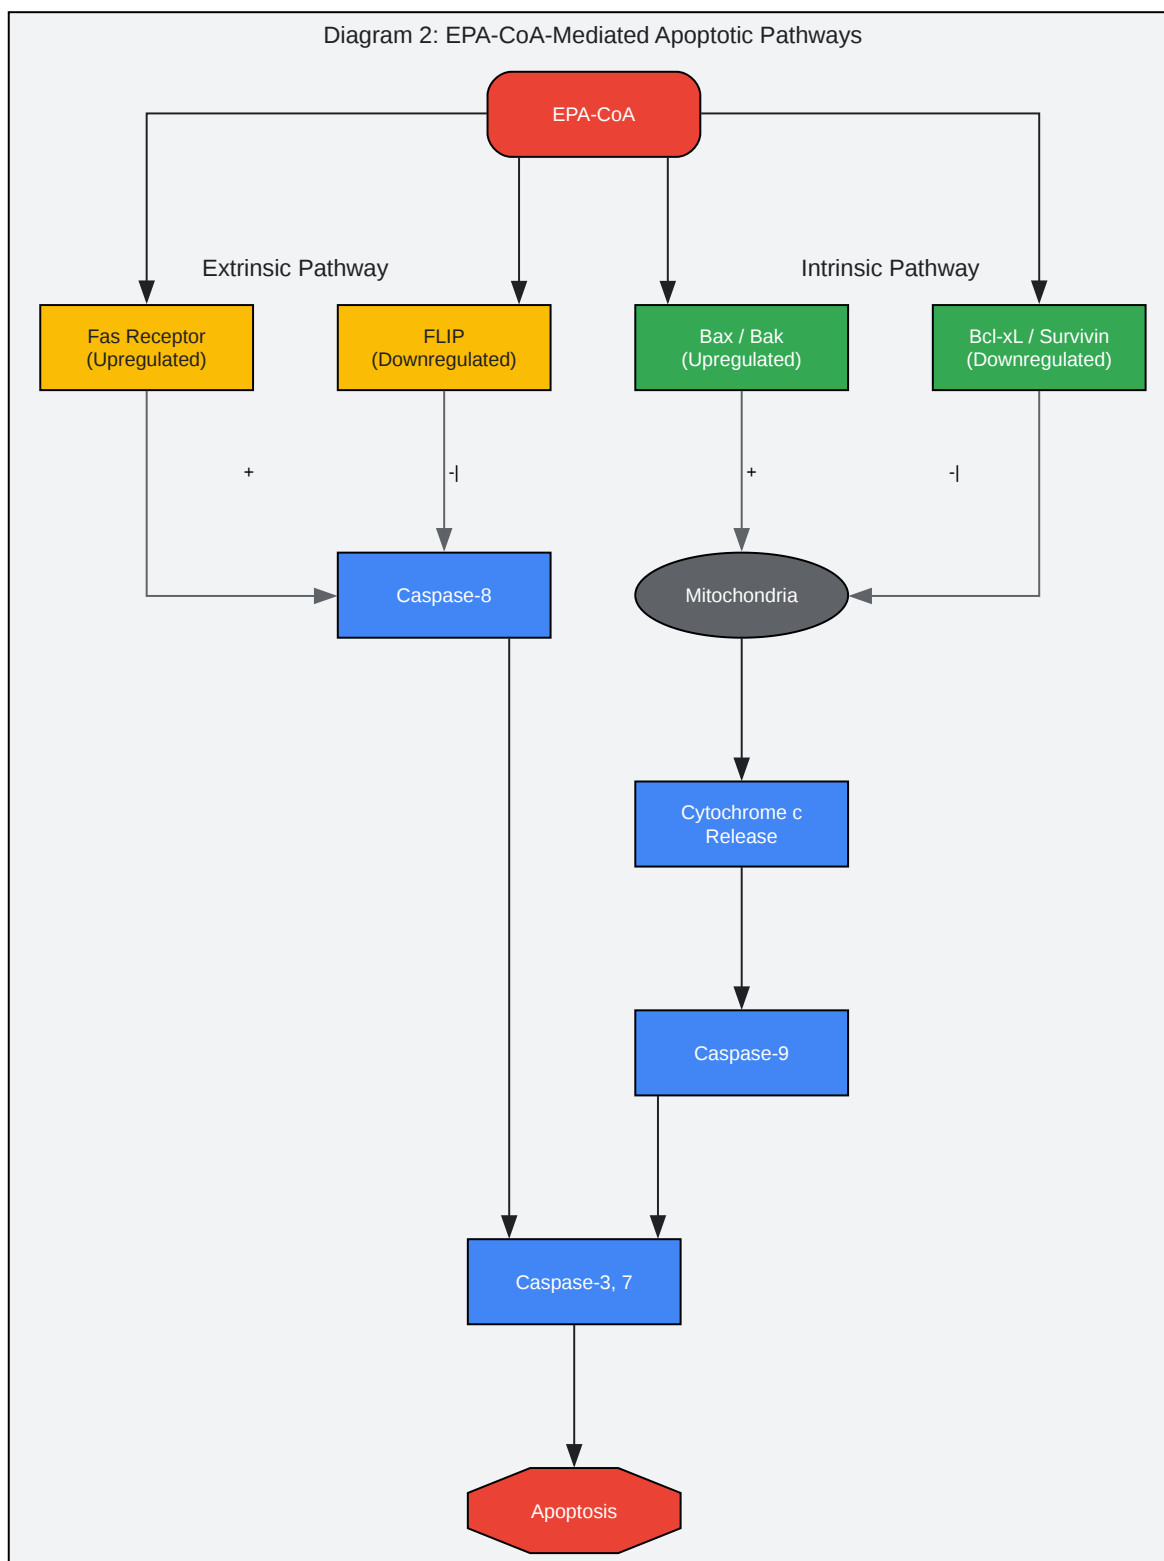 Diagram 2: EPA-CoA-Mediated Apoptotic Pathways
EPA-CoA
Extrinsic Pathway
Intrinsic Pathway
Fas Receptor
(Upregulated)
FLIP
(Downregulated)
Bax / Bak
(Upregulated)
Bcl-xL / Survivin
(Downregulated)
+
-|
+
-|
Caspase-8
Mitochondria
Cytochrome c
Release
Caspase-9
Caspase-3, 7
Apoptosis